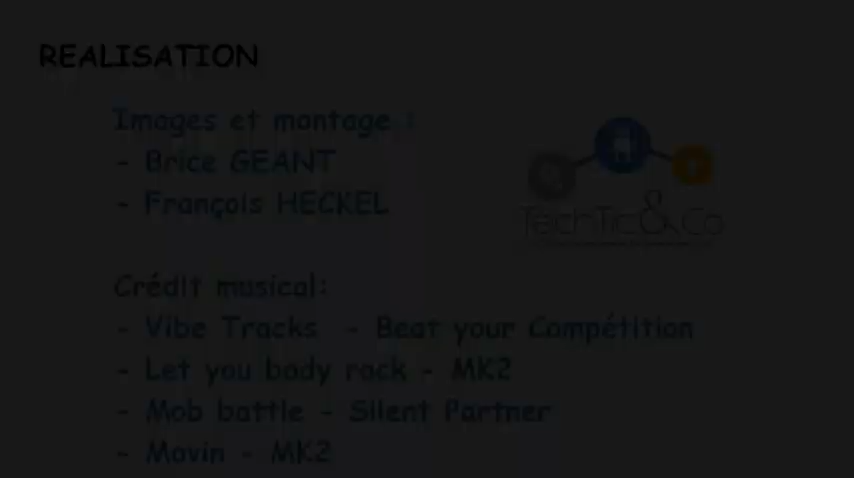 REALISATION
Images et montage :
- Brice GEANT
- François HECKEL
TechTic&Co
Crédit musical:
- Vibe Tracks - Beat your Compétition
- Let you body rock - MK2
- Mob battle - Silent Partner
- Movin - MK2